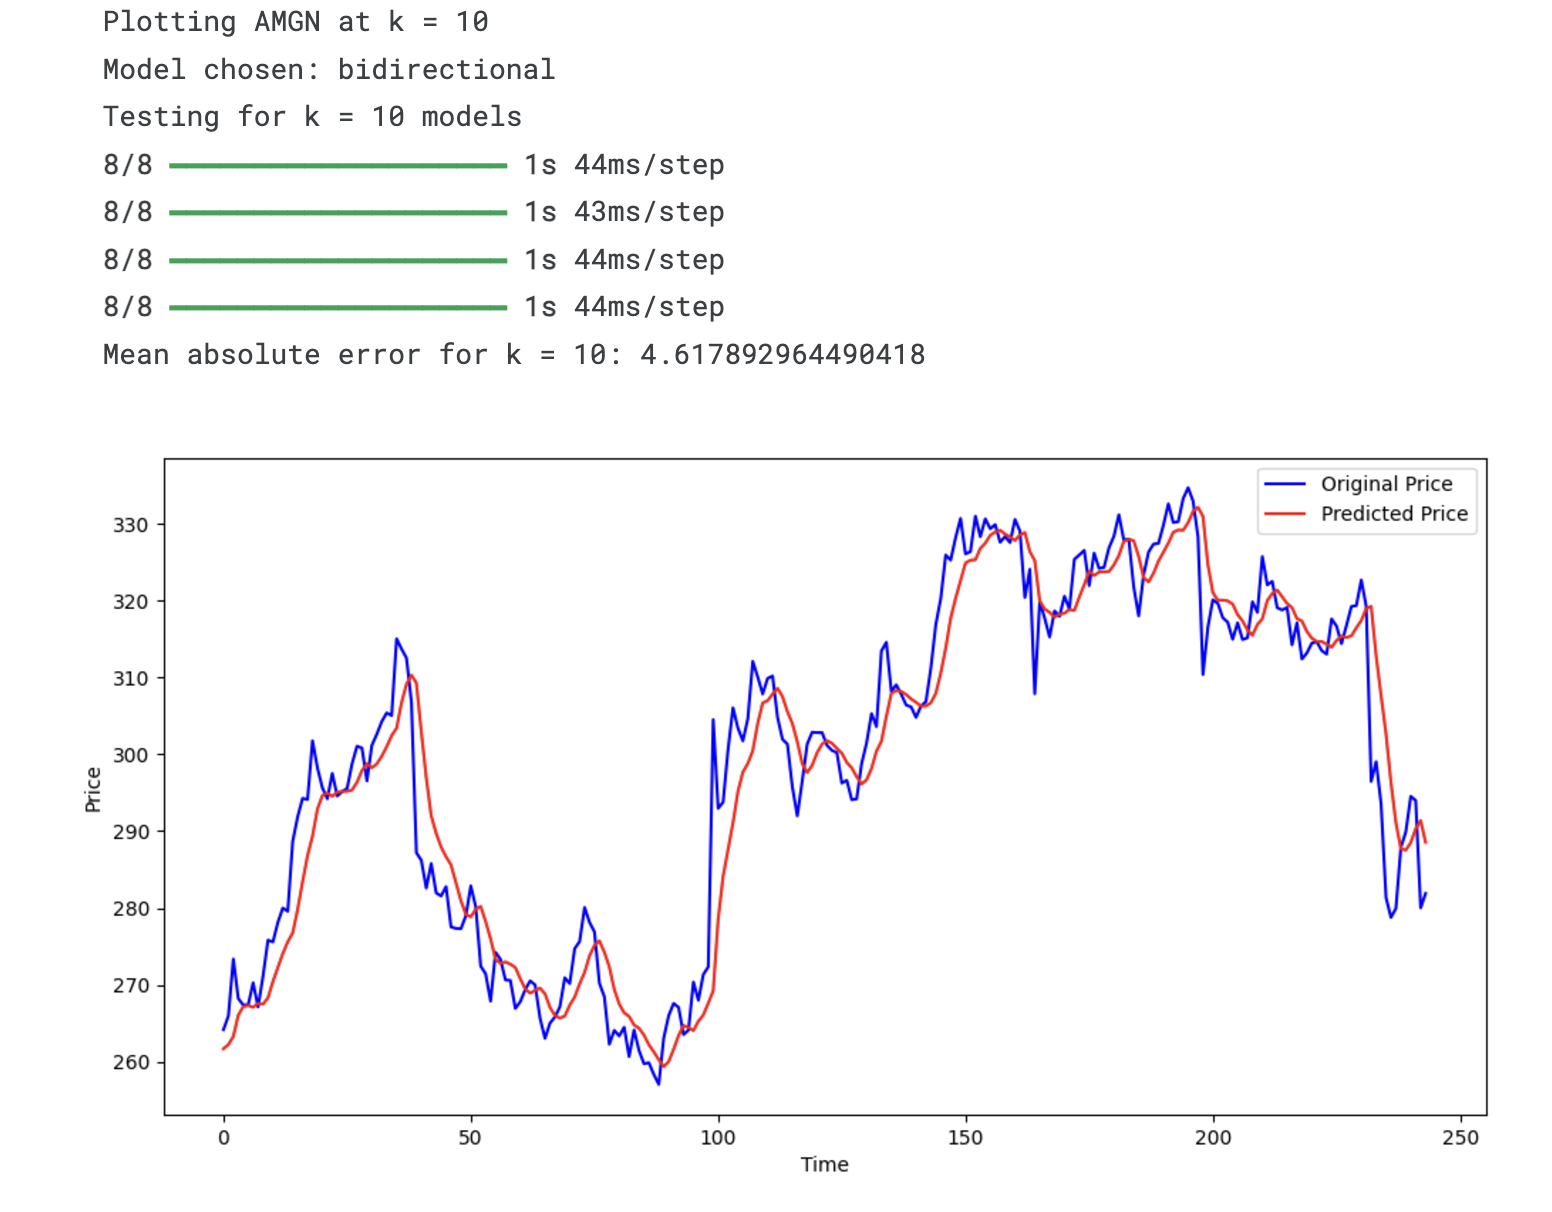 Plotting AMGN at k = 10
Model chosen: bidirectional
Testing for k = 10 models
8/8 1s 44ms/step
8/8 1s 43ms/step
8/8 1s 44ms/step
8/8 1s 44ms/step
Mean absolute error for k = 10: 4.617892964490418
Original Price
Predicted Price
330
320
310
300
290
280
270
260
Price
0 50 100 150 200 250
Time